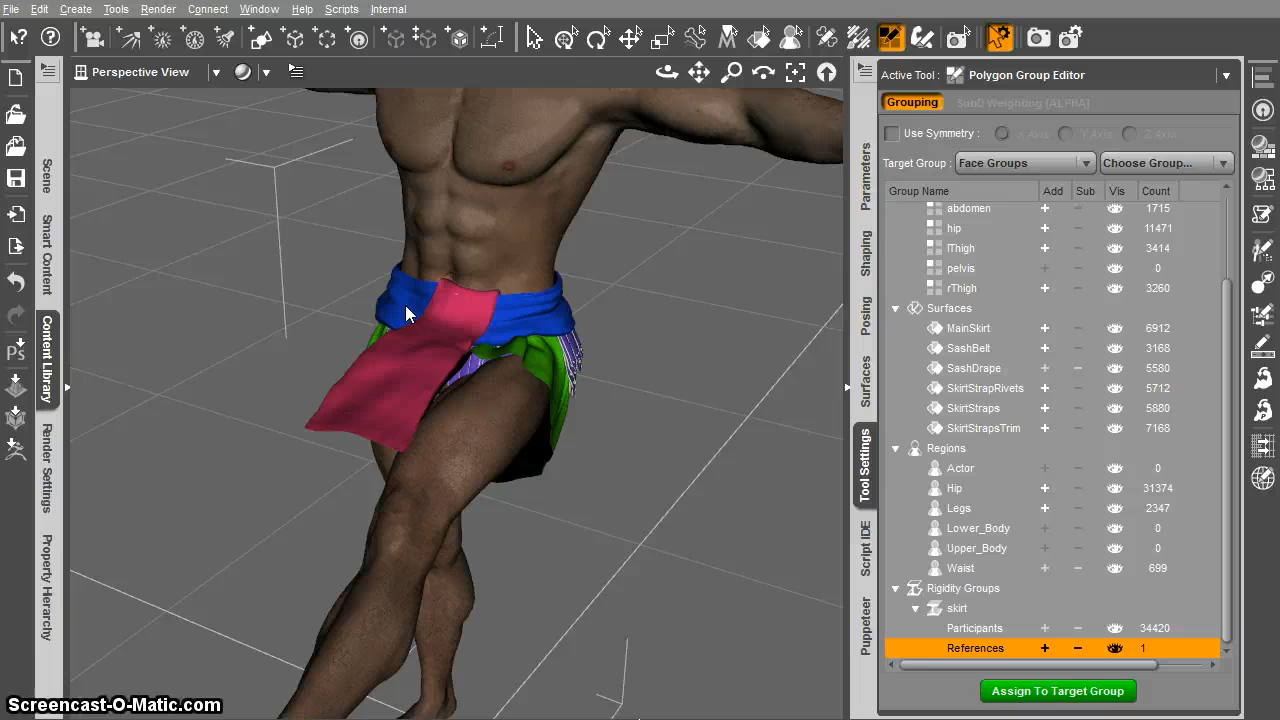 File Edit Create Tools Render Connect Window Help Scripts Internal
Perspective View
Scene
Smart Content
Content Library
Render Settings
Property Hierarchy
Ps
Parameters
Shaping
Posing
Surfaces
Tool Settings
Script IDE
Puppeteer
Active Tool : Polygon Group Editor
Grouping SubD Weighting [ALPHA]
Use Symmetry : X Axis Y Axis Z Axis
Target Group : Face Groups Choose Group...
Group Name Add Sub Vis Count
abdomen 1715
hip 11471
lThigh 3414
pelvis 0
rThigh 3260
Surfaces
MainSkirt 6912
SashBelt 3168
SashDrape 5580
SkirtStrapRivets 5712
SkirtStraps 5880
SkirtStrapsTrim 7168
Regions
Actor 0
Hip 31374
Legs 2347
Lower_Body 0
Upper_Body 0
Waist 699
Rigidity Groups
skirt
Participants 34420
References 1
Assign To Target Group
Screencast-O-Matic.com